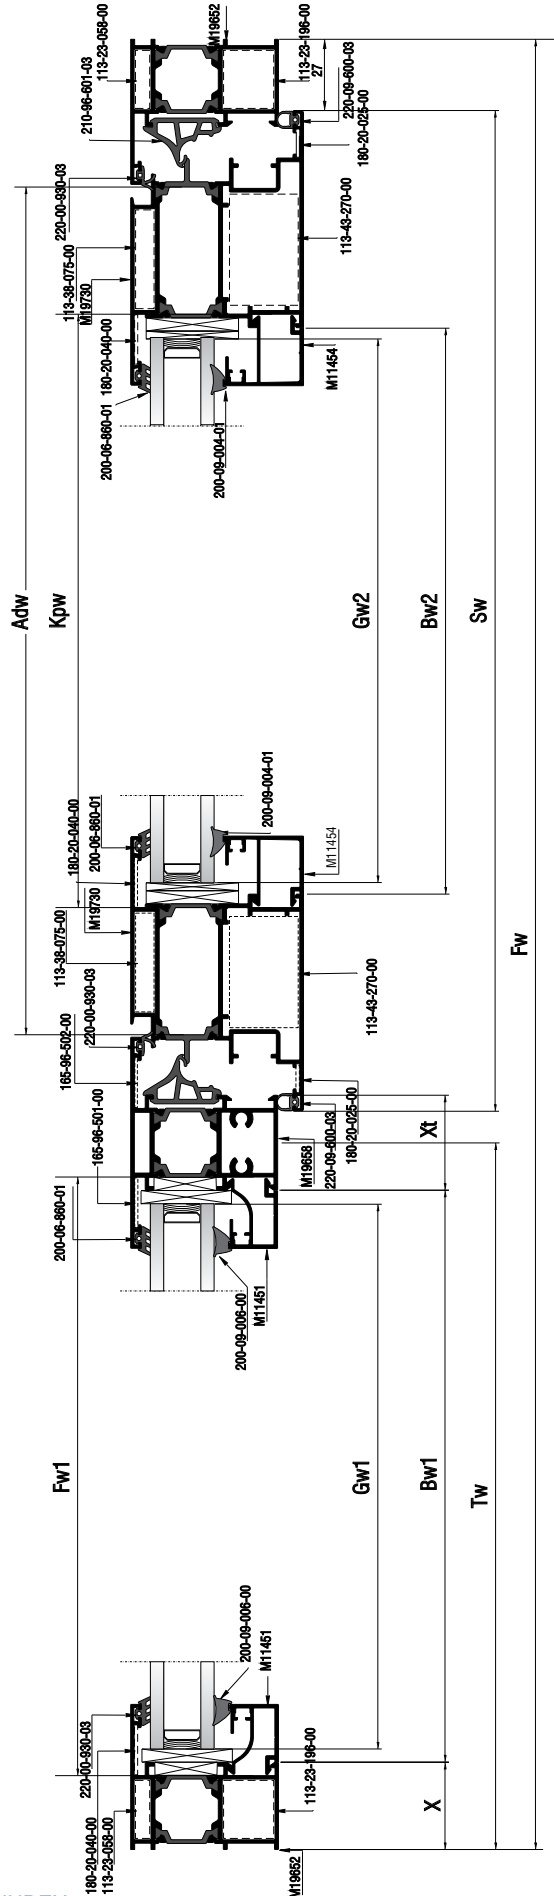 113-23-058-00
M19652
113-23-196-00
27
220-09-600-03
180-20-025-00
210-96-601-03
220-00-930-03
113-38-075-00
M19730
113-43-270-00
180-20-040-00
200-06-860-01
M11454
200-09-004-01
Adw
Kpw
Gw2
Bw2
Sw
Fw
180-20-040-00
200-06-860-01
200-09-004-01
M11454
M19730
113-38-075-00
220-00-930-03
113-43-270-00
165-96-502-00
165-96-501-00
180-20-025-00
220-09-600-03
M19658
Xt
200-06-860-01
200-09-006-00
M11451
Fw1
Gw1
Bw1
Tw
200-09-006-00
M11451
220-00-930-03
180-20-040-00
113-23-058-00
113-23-196-00
X
M19652